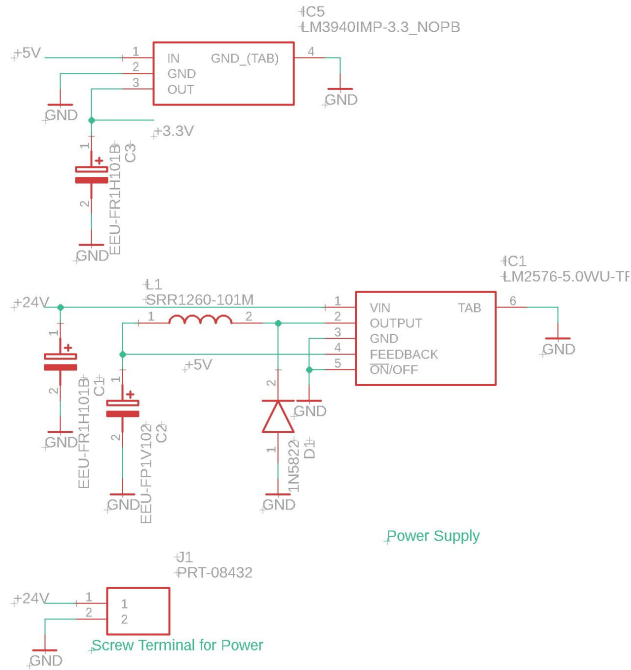 IC5
LM3940IMP-3.3_NOPB
+5V
1
IN
GND_(TAB)
4
2
GND
3
OUT
GND
GND
+3.3V
1
+
C3
EEU-FR1H101B
2
GND
IC1
LM2576-5.0WU-TR
L1
SRR1260-101M
+24V
1
VIN
TAB
6
1
2
2
OUTPUT
3
GND
4
FEEDBACK
5
ON/OFF
GND
+5V
1
+
C1
EEU-FR1H101B
2
GND
1
+
C2
EEU-FP1V102
2
GND
2
1
D1
1N5822
GND
GND
Power Supply
J1
PRT-08432
+24V
1
1
2
2
Screw Terminal for Power
GND